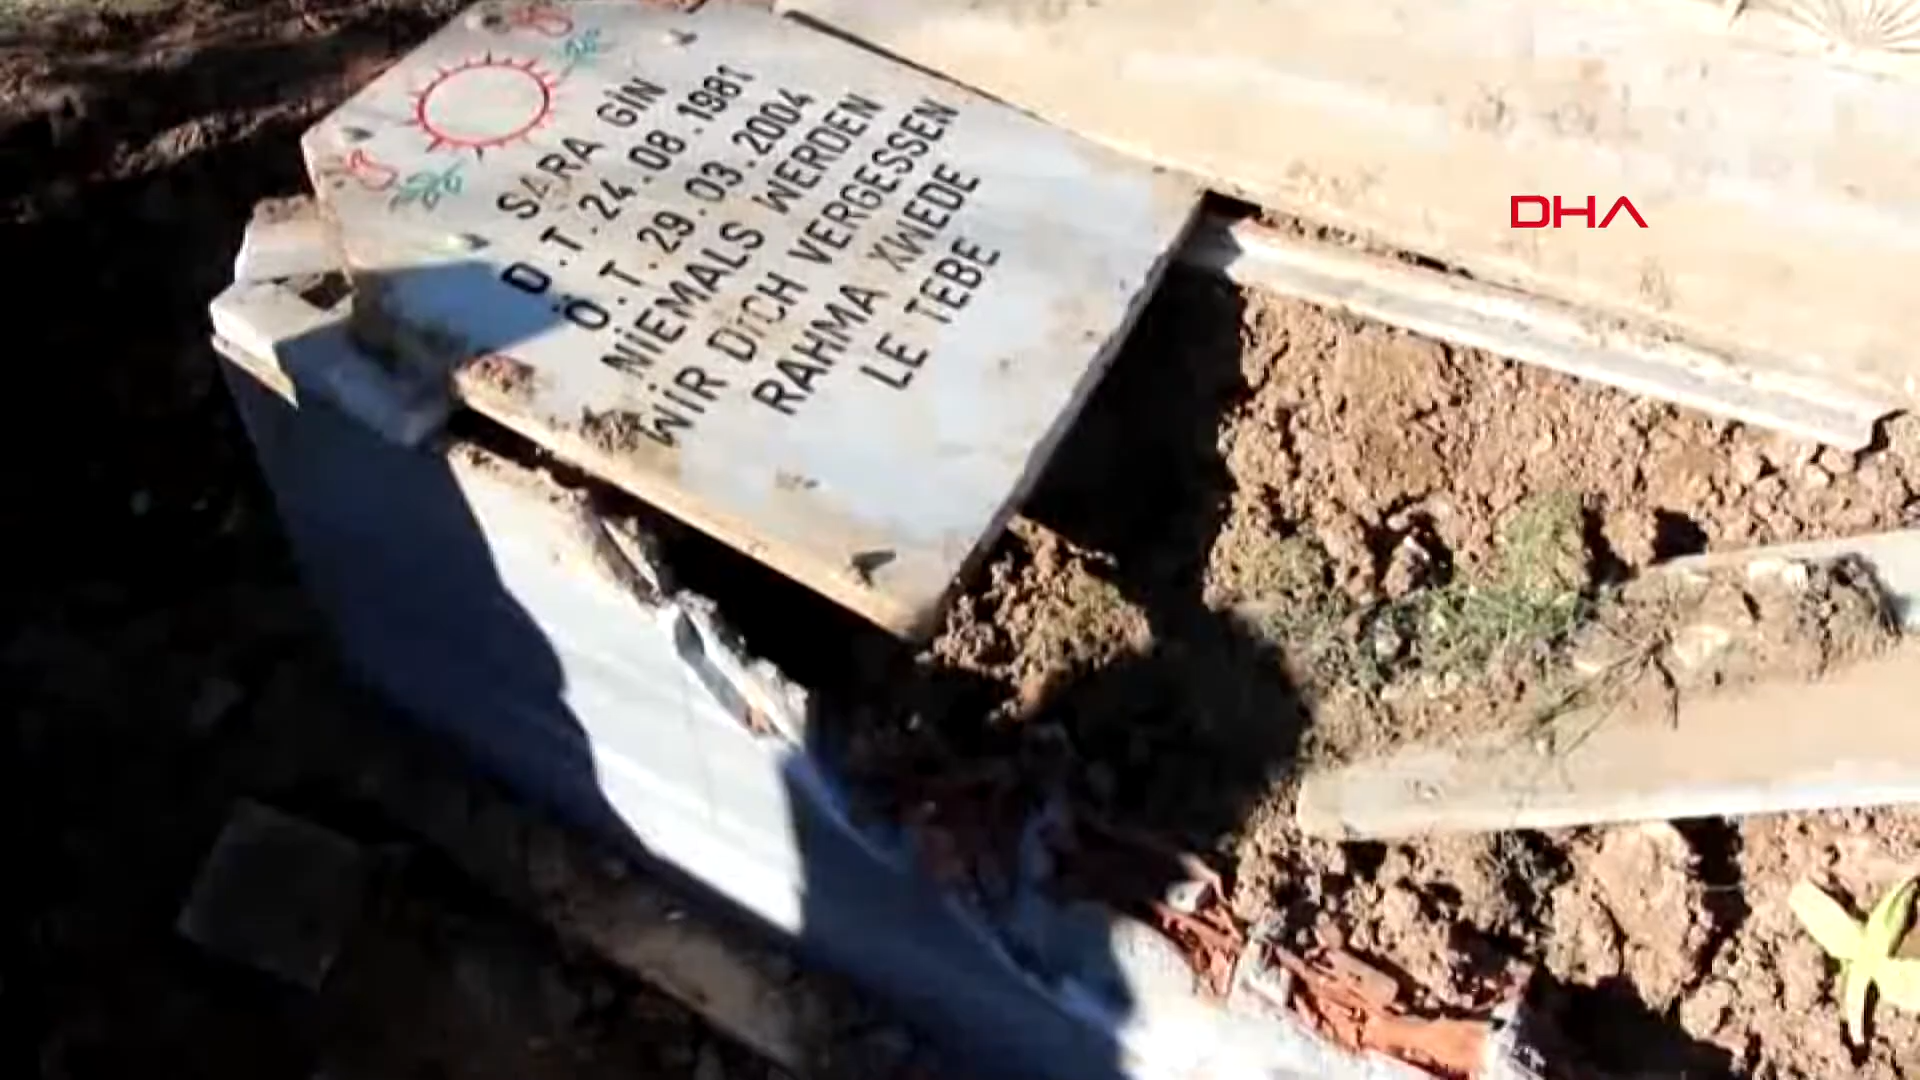 SARA GİN
D.T.24.08.1981
Ö.T.29.03.2004
NİEMALS WERDEN
WİR DİCH VERGESSEN
RAHMA XWEDE
LE TEBE
DHA